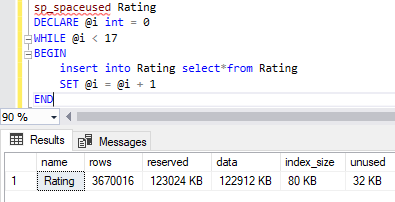 sp_spaceused Rating
DECLARE @i int = 0
WHILE @i < 17
BEGIN
insert into Rating select*from Rating
SET @i = @i + 1
END
90 %
Results Messages
name rows reserved data index_size unused
1 Rating 3670016 123024 KB 122912 KB 80 KB 32 KB